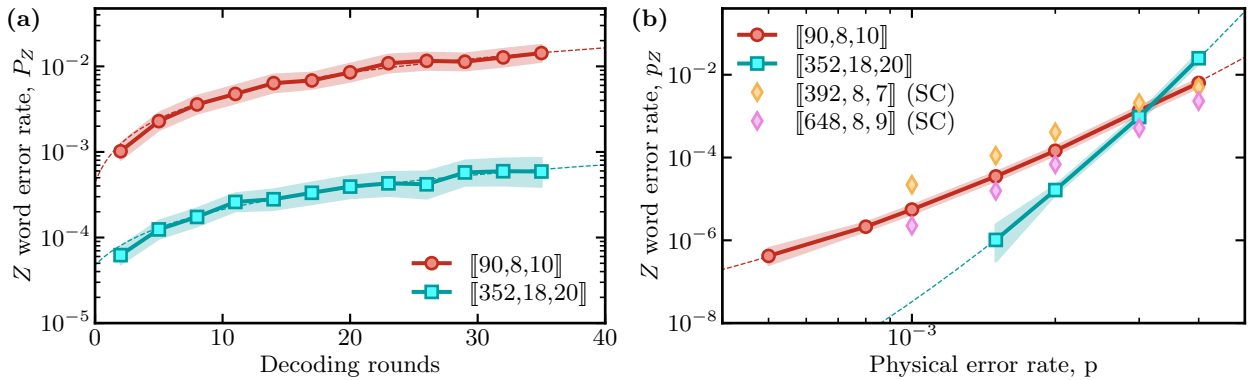 (a)
Z word error rate, P_Z
10^{-2}
10^{-3}
10^{-4}
10^{-5}
⟦90,8,10⟧
⟦352,18,20⟧
0 10 20 30 40
Decoding rounds
(b)
Z word error rate, p_Z
10^{-2}
10^{-4}
10^{-6}
10^{-8}
⟦90,8,10⟧
⟦352,18,20⟧
⟦392, 8, 7⟧ (SC)
⟦648, 8, 9⟧ (SC)
10^{-3}
Physical error rate, p